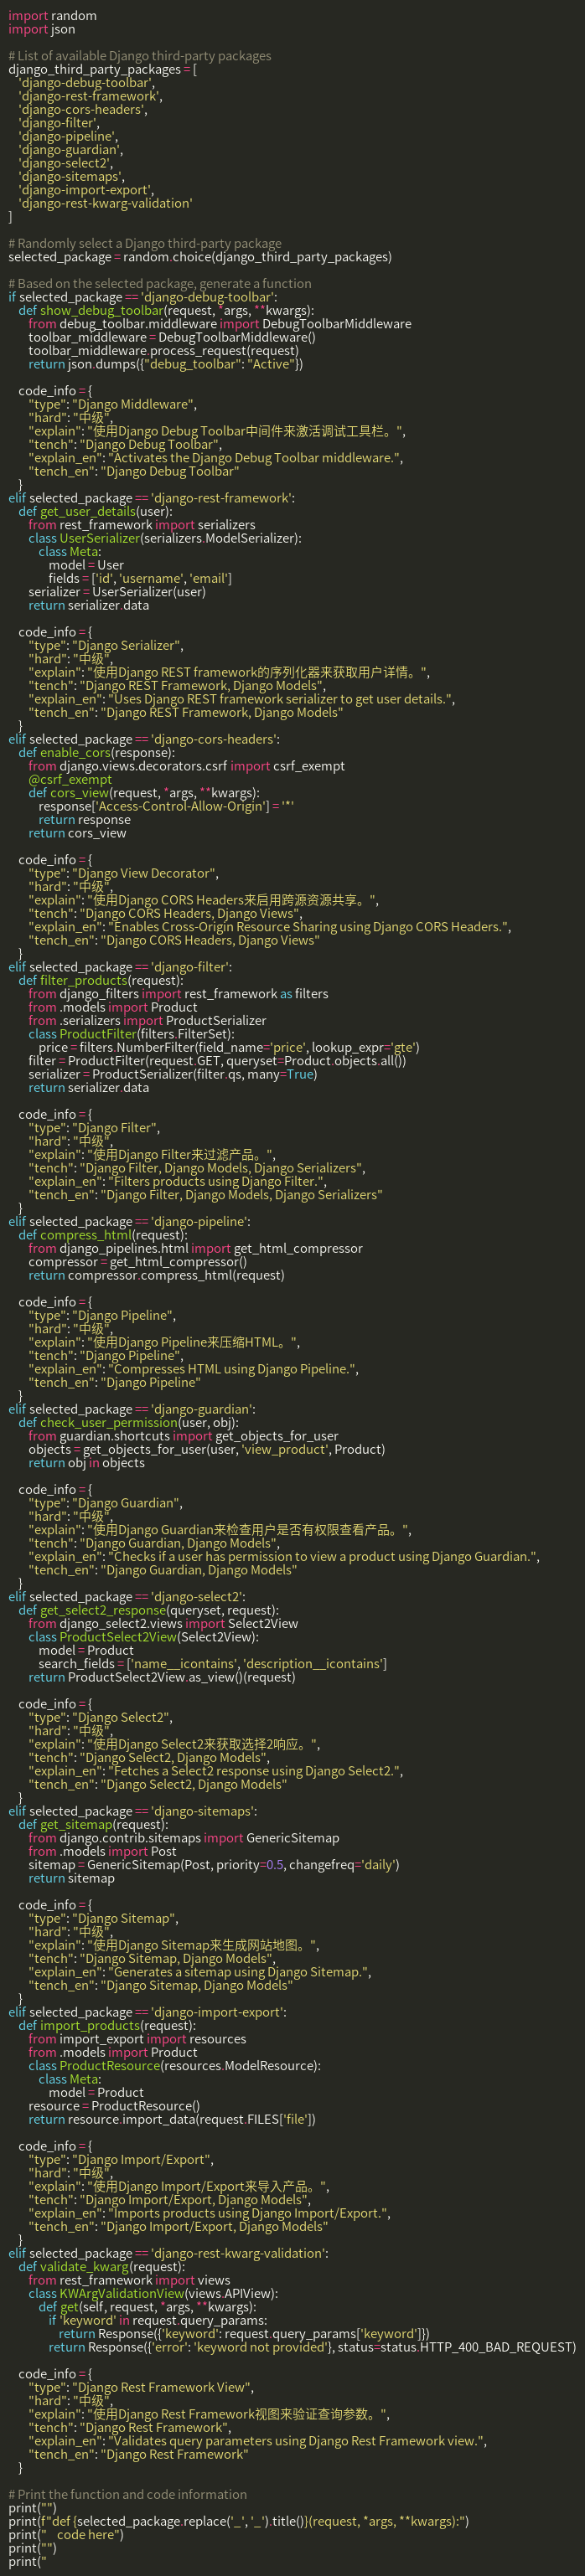 import random
import json

# List of available Django third-party packages
django_third_party_packages = [
    'django-debug-toolbar',
    'django-rest-framework',
    'django-cors-headers',
    'django-filter',
    'django-pipeline',
    'django-guardian',
    'django-select2',
    'django-sitemaps',
    'django-import-export',
    'django-rest-kwarg-validation'
]

# Randomly select a Django third-party package
selected_package = random.choice(django_third_party_packages)

# Based on the selected package, generate a function
if selected_package == 'django-debug-toolbar':
    def show_debug_toolbar(request, *args, **kwargs):
        from debug_toolbar.middleware import DebugToolbarMiddleware
        toolbar_middleware = DebugToolbarMiddleware()
        toolbar_middleware.process_request(request)
        return json.dumps({"debug_toolbar": "Active"})

    code_info = {
        "type": "Django Middleware",
        "hard": "中级",
        "explain": "使用Django Debug Toolbar中间件来激活调试工具栏。",
        "tench": "Django Debug Toolbar",
        "explain_en": "Activates the Django Debug Toolbar middleware.",
        "tench_en": "Django Debug Toolbar"
    }
elif selected_package == 'django-rest-framework':
    def get_user_details(user):
        from rest_framework import serializers
        class UserSerializer(serializers.ModelSerializer):
            class Meta:
                model = User
                fields = ['id', 'username', 'email']
        serializer = UserSerializer(user)
        return serializer.data

    code_info = {
        "type": "Django Serializer",
        "hard": "中级",
        "explain": "使用Django REST framework的序列化器来获取用户详情。",
        "tench": "Django REST Framework, Django Models",
        "explain_en": "Uses Django REST framework serializer to get user details.",
        "tench_en": "Django REST Framework, Django Models"
    }
elif selected_package == 'django-cors-headers':
    def enable_cors(response):
        from django.views.decorators.csrf import csrf_exempt
        @csrf_exempt
        def cors_view(request, *args, **kwargs):
            response['Access-Control-Allow-Origin'] = '*'
            return response
        return cors_view

    code_info = {
        "type": "Django View Decorator",
        "hard": "中级",
        "explain": "使用Django CORS Headers来启用跨源资源共享。",
        "tench": "Django CORS Headers, Django Views",
        "explain_en": "Enables Cross-Origin Resource Sharing using Django CORS Headers.",
        "tench_en": "Django CORS Headers, Django Views"
    }
elif selected_package == 'django-filter':
    def filter_products(request):
        from django_filters import rest_framework as filters
        from .models import Product
        from .serializers import ProductSerializer
        class ProductFilter(filters.FilterSet):
            price = filters.NumberFilter(field_name='price', lookup_expr='gte')
        filter = ProductFilter(request.GET, queryset=Product.objects.all())
        serializer = ProductSerializer(filter.qs, many=True)
        return serializer.data

    code_info = {
        "type": "Django Filter",
        "hard": "中级",
        "explain": "使用Django Filter来过滤产品。",
        "tench": "Django Filter, Django Models, Django Serializers",
        "explain_en": "Filters products using Django Filter.",
        "tench_en": "Django Filter, Django Models, Django Serializers"
    }
elif selected_package == 'django-pipeline':
    def compress_html(request):
        from django_pipelines.html import get_html_compressor
        compressor = get_html_compressor()
        return compressor.compress_html(request)

    code_info = {
        "type": "Django Pipeline",
        "hard": "中级",
        "explain": "使用Django Pipeline来压缩HTML。",
        "tench": "Django Pipeline",
        "explain_en": "Compresses HTML using Django Pipeline.",
        "tench_en": "Django Pipeline"
    }
elif selected_package == 'django-guardian':
    def check_user_permission(user, obj):
        from guardian.shortcuts import get_objects_for_user
        objects = get_objects_for_user(user, 'view_product', Product)
        return obj in objects

    code_info = {
        "type": "Django Guardian",
        "hard": "中级",
        "explain": "使用Django Guardian来检查用户是否有权限查看产品。",
        "tench": "Django Guardian, Django Models",
        "explain_en": "Checks if a user has permission to view a product using Django Guardian.",
        "tench_en": "Django Guardian, Django Models"
    }
elif selected_package == 'django-select2':
    def get_select2_response(queryset, request):
        from django_select2.views import Select2View
        class ProductSelect2View(Select2View):
            model = Product
            search_fields = ['name__icontains', 'description__icontains']
        return ProductSelect2View.as_view()(request)

    code_info = {
        "type": "Django Select2",
        "hard": "中级",
        "explain": "使用Django Select2来获取选择2响应。",
        "tench": "Django Select2, Django Models",
        "explain_en": "Fetches a Select2 response using Django Select2.",
        "tench_en": "Django Select2, Django Models"
    }
elif selected_package == 'django-sitemaps':
    def get_sitemap(request):
        from django.contrib.sitemaps import GenericSitemap
        from .models import Post
        sitemap = GenericSitemap(Post, priority=0.5, changefreq='daily')
        return sitemap

    code_info = {
        "type": "Django Sitemap",
        "hard": "中级",
        "explain": "使用Django Sitemap来生成网站地图。",
        "tench": "Django Sitemap, Django Models",
        "explain_en": "Generates a sitemap using Django Sitemap.",
        "tench_en": "Django Sitemap, Django Models"
    }
elif selected_package == 'django-import-export':
    def import_products(request):
        from import_export import resources
        from .models import Product
        class ProductResource(resources.ModelResource):
            class Meta:
                model = Product
        resource = ProductResource()
        return resource.import_data(request.FILES['file'])

    code_info = {
        "type": "Django Import/Export",
        "hard": "中级",
        "explain": "使用Django Import/Export来导入产品。",
        "tench": "Django Import/Export, Django Models",
        "explain_en": "Imports products using Django Import/Export.",
        "tench_en": "Django Import/Export, Django Models"
    }
elif selected_package == 'django-rest-kwarg-validation':
    def validate_kwarg(request):
        from rest_framework import views
        class KWArgValidationView(views.APIView):
            def get(self, request, *args, **kwargs):
                if 'keyword' in request.query_params:
                    return Response({'keyword': request.query_params['keyword']})
                return Response({'error': 'keyword not provided'}, status=status.HTTP_400_BAD_REQUEST)

    code_info = {
        "type": "Django Rest Framework View",
        "hard": "中级",
        "explain": "使用Django Rest Framework视图来验证查询参数。",
        "tench": "Django Rest Framework",
        "explain_en": "Validates query parameters using Django Rest Framework view.",
        "tench_en": "Django Rest Framework"
    }

# Print the function and code information
print("")
print(f"def {selected_package.replace('_', '_').title()}(request, *args, **kwargs):")
print("    code here")
print("")
print("